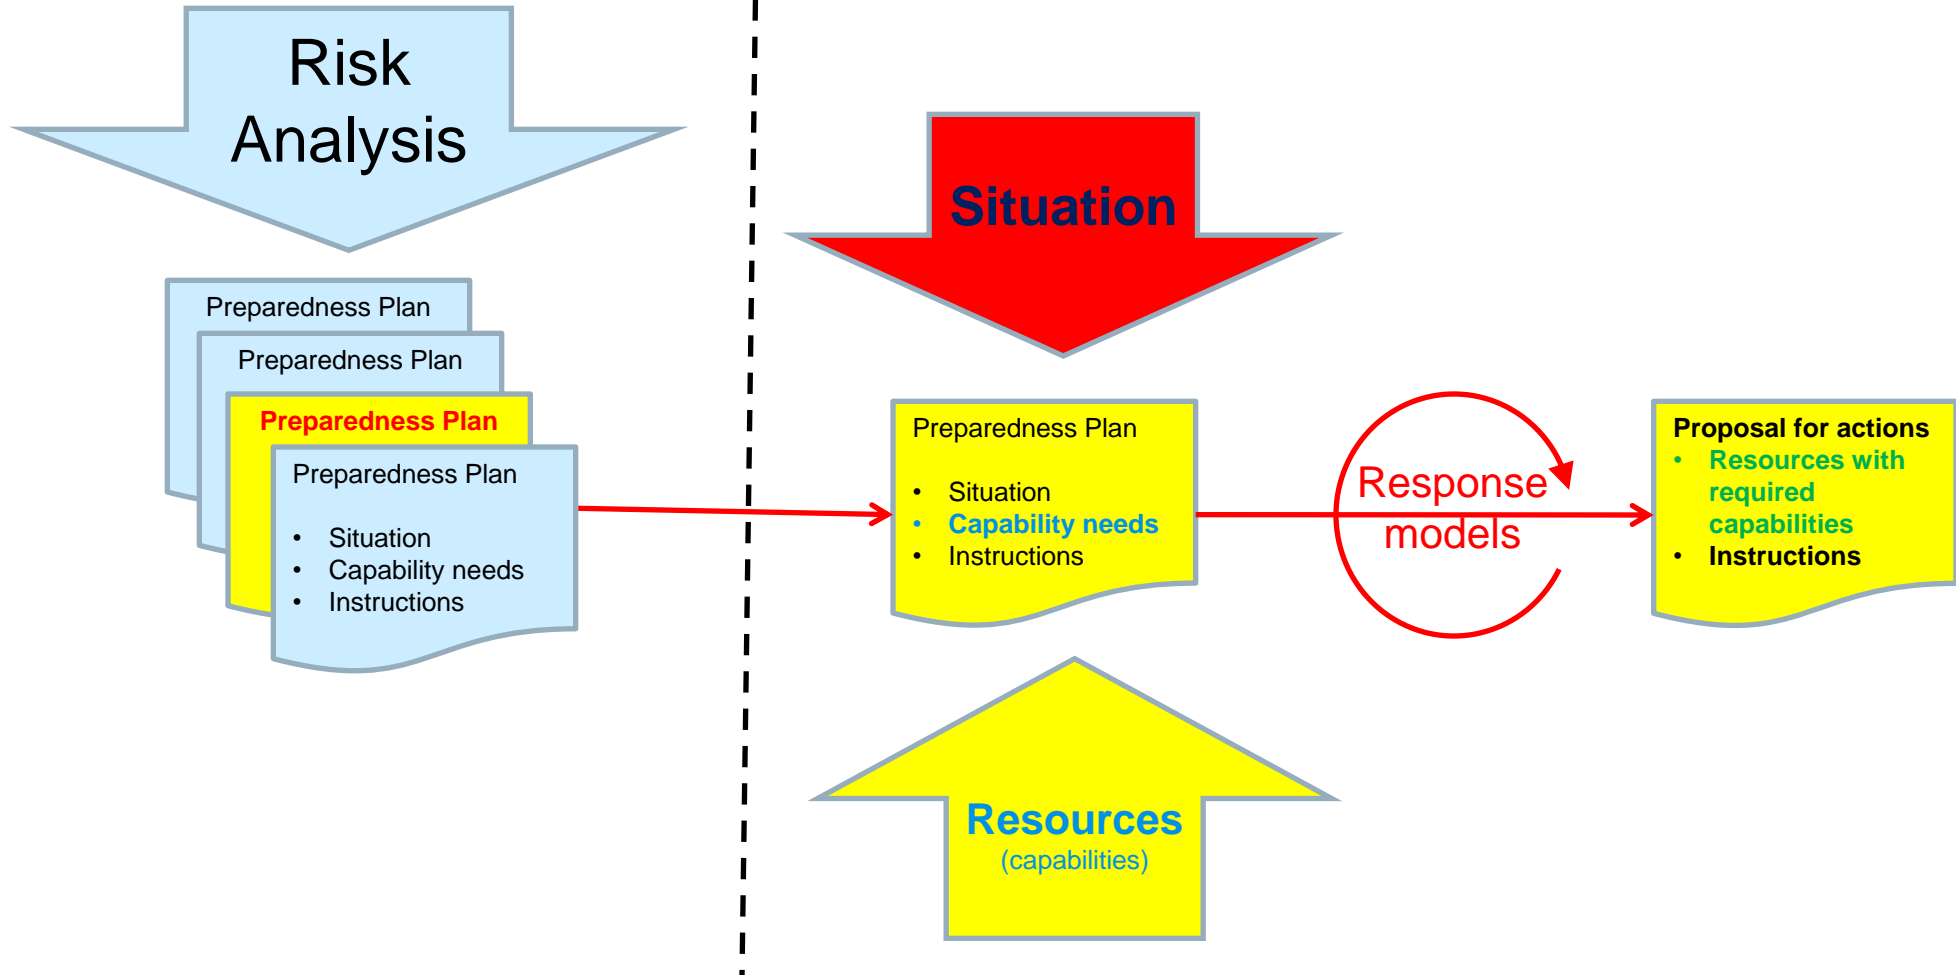 Risk
Analysis
Preparedness Plan
Preparedness Plan
Preparedness Plan
Preparedness Plan
• Situation
• Capability needs
• Instructions
Situation
Preparedness Plan
• Situation
• Capability needs
• Instructions
Resources
(capabilities)
Response
models
Proposal for actions
• Resources with
required
capabilities
• Instructions